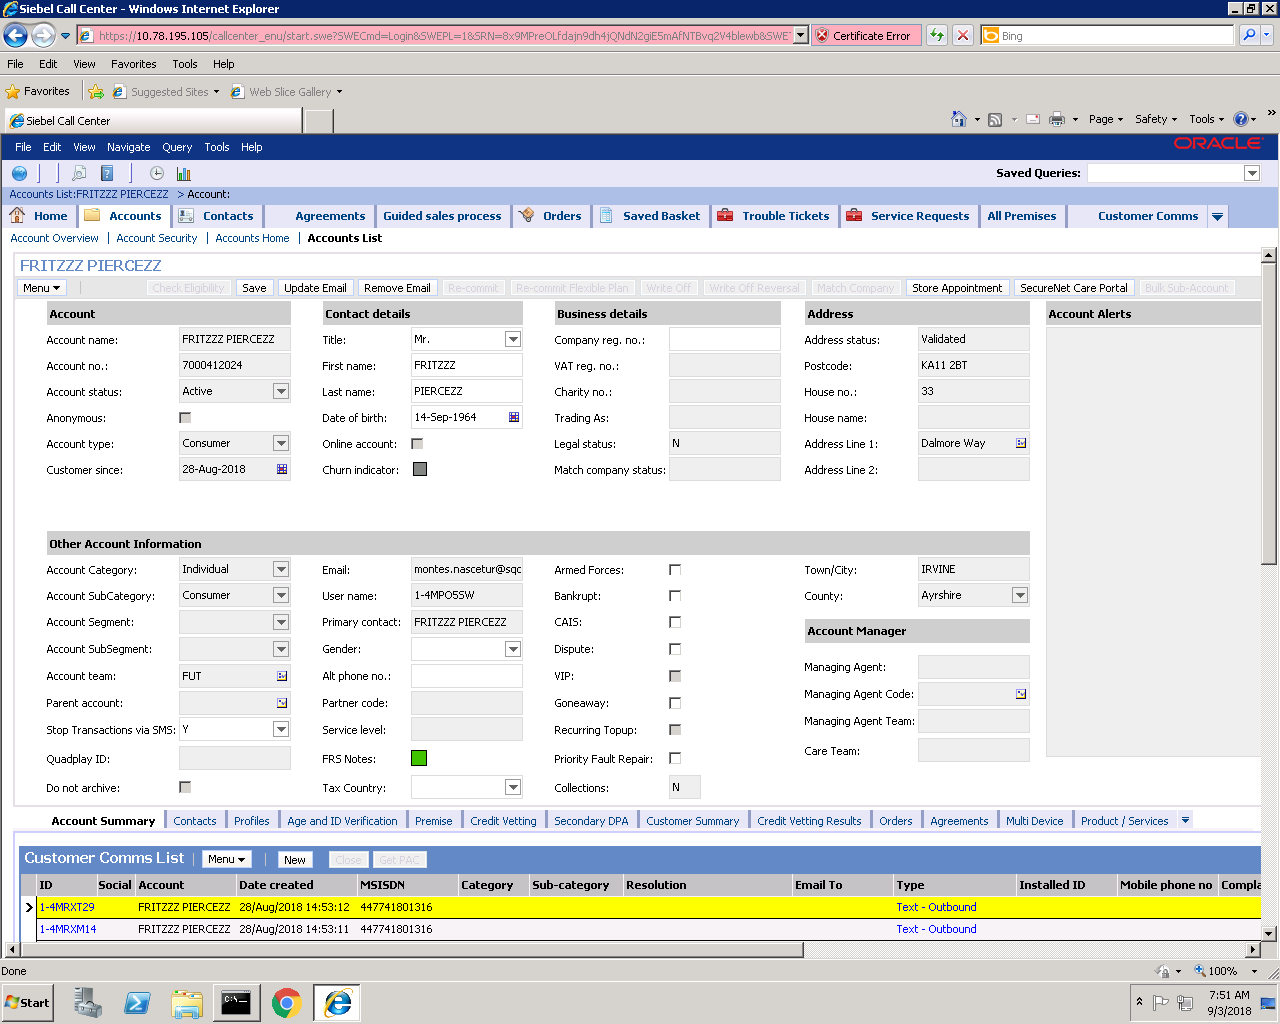 Siebel Call Center - Windows Internet Explorer
https://10.78.195.105/callcenter_enu/start.swe?SWECmd=Login&SWEPL=1&SRN= Certificate Error Bing
File Edit View Favorites Tools Help
Favorites Suggested Sites Web Slice Gallery
Siebel Call Center Page Safety Tools
File Edit View Navigate Query Tools Help ORACLE
Saved Queries:
Accounts List:FRITZZZ PIERCEZZ > Account:
Home Accounts Contacts Agreements Guided sales process Orders Saved Basket Trouble Tickets Service Requests All Premises Customer Comms
Account Overview Account Security Accounts Home Accounts List
FRITZZZ PIERCEZZ
Menu Check Eligibility Save Update Email Remove Email Re-commit Re-commit Flexible Plan Write Off Write Off Reversal Match Company Store Appointment SecureNet Care Portal Bulk Sub-Account
Account Contact details Business details Address Account Alerts
Account name: FRITZZZ PIERCEZZ Title: Mr. Company reg. no.: Address status: Validated
Account no.: 7000412024 First name: FRITZZZ VAT reg. no.: Postcode: KA11 2BT
Account status: Active Last name: PIERCEZZ Charity no.: House no.: 33
Anonymous: Date of birth: 14-Sep-1964 Trading As: House name:
Account type: Consumer Online account: Legal status: N Address Line 1: Dalmore Way
Customer since: 28-Aug-2018 Churn indicator: Match company status: Address Line 2:
Other Account Information
Account Category: Individual Email: montes.nascetur@sqc Armed Forces: Town/City: IRVINE
Account SubCategory: Consumer User name: 1-4MPO5SW Bankrupt: County: Ayrshire
Account Segment: Primary contact: FRITZZZ PIERCEZZ CAIS: Account Manager
Account SubSegment: Gender: Dispute:
Managing Agent:
Account team: FUT Alt phone no.: VIP:
Managing Agent Code:
Parent account: Partner code: Goneaway:
Managing Agent Team:
Stop Transactions via SMS: Y Service level: Recurring Topup:
Care Team:
Quadplay ID: FRS Notes: Priority Fault Repair:
Do not archive: Tax Country: Collections: N
Account Summary Contacts Profiles Age and ID Verification Premise Credit Vetting Secondary DPA Customer Summary Credit Vetting Results Orders Agreements Multi Device Product / Services
Customer Comms List Menu New Close Get PAC
ID Social Account Date created MSISDN Category Sub-category Resolution Email To Type Installed ID Mobile phone no Compla
1-4MRXT29 FRITZZZ PIERCEZZ 28/Aug/2018 14:53:12 447741801316 Text - Outbound
1-4MRXM14 FRITZZZ PIERCEZZ 28/Aug/2018 14:53:11 447741801316 Text - Outbound
Done 100%
Start 7:51 AM
9/3/2018